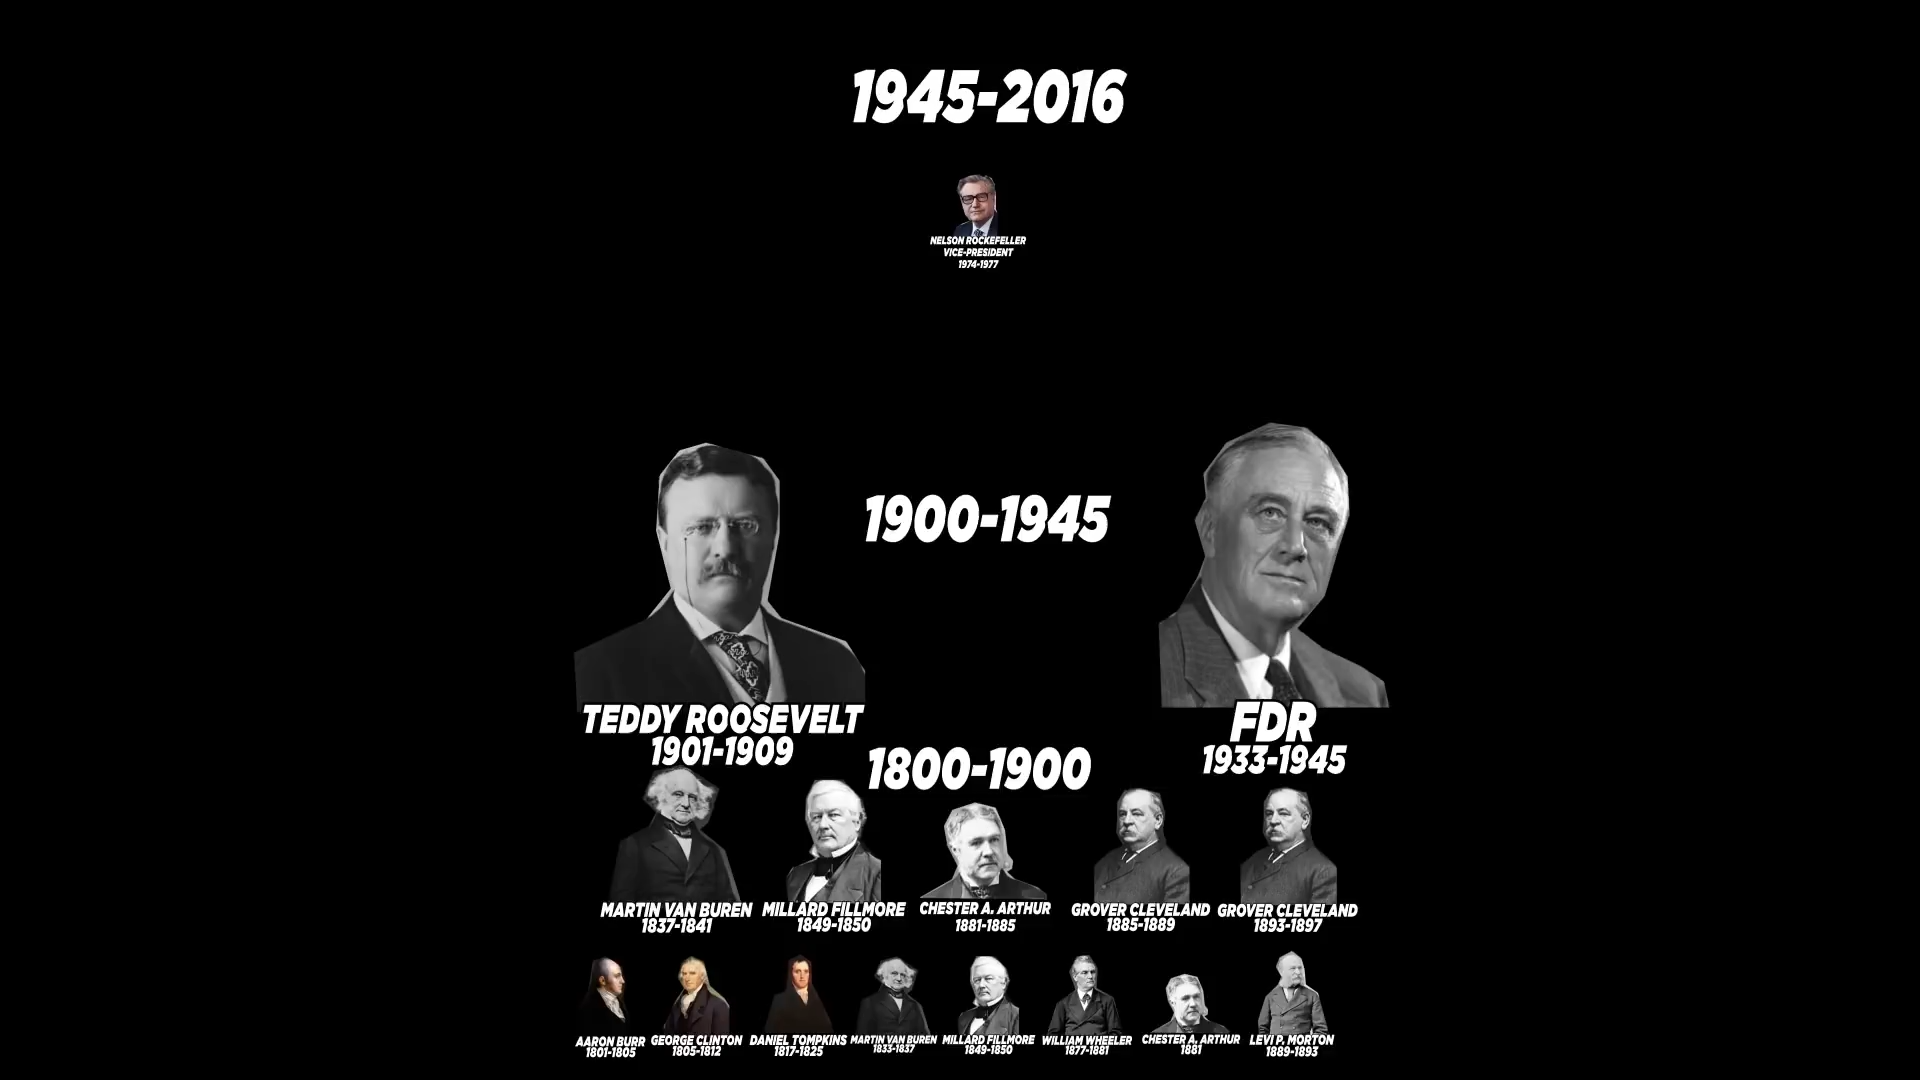 1945-2016
NELSON ROCKEFELLER
VICE-PRESIDENT
1974-1977
1900-1945
TEDDY ROOSEVELT
1901-1909
FDR
1933-1945
1800-1900
MARTIN VAN BUREN
1837-1841
MILLARD FILLMORE
1849-1850
CHESTER A. ARTHUR
1881-1885
GROVER CLEVELAND
1885-1889
GROVER CLEVELAND
1893-1897
AARON BURR
1801-1805
GEORGE CLINTON
1805-1812
DANIEL TOMPKINS
1817-1825
MARTIN VAN BUREN
1833-1837
MILLARD FILLMORE
1849-1850
WILLIAM WHEELER
1877-1881
CHESTER A. ARTHUR
1881
LEVI P. MORTON
1889-1893